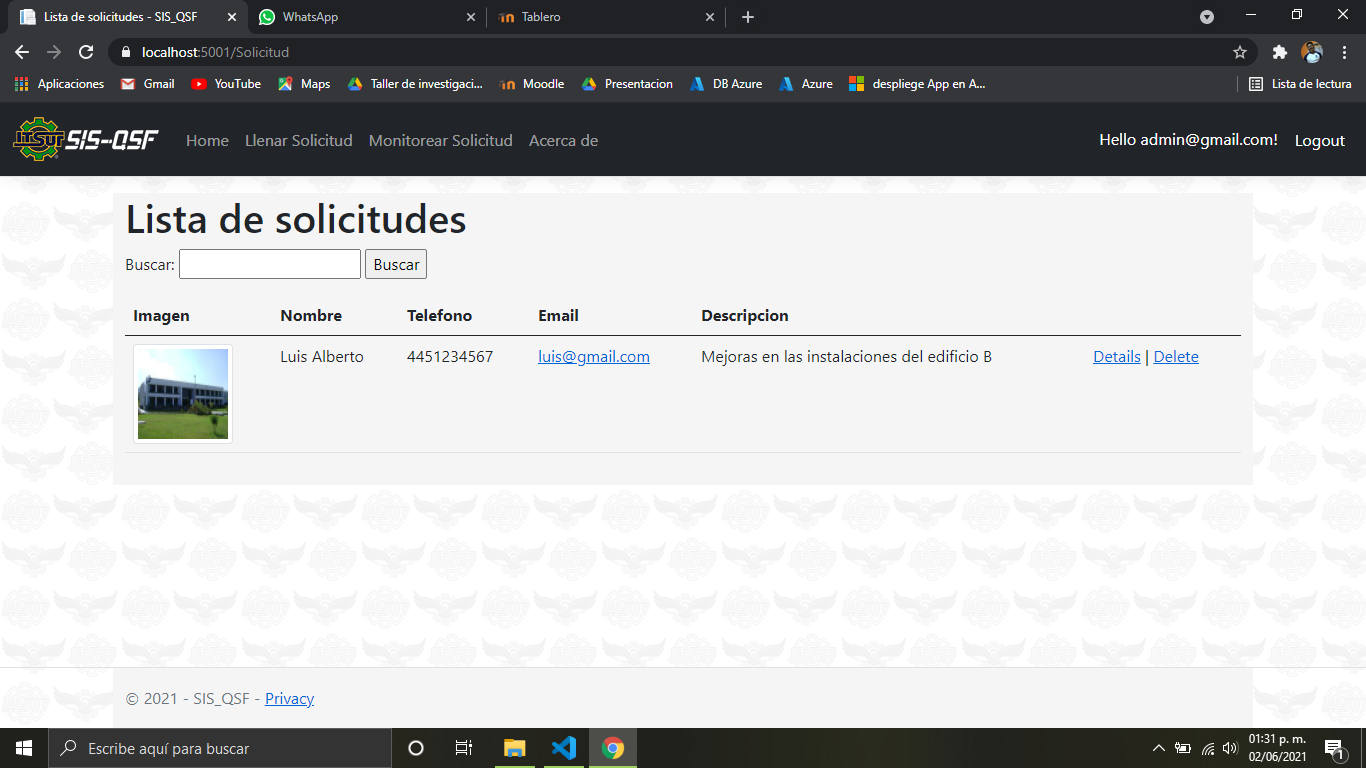 Lista de solicitudes - SIS_QSF
WhatsApp
Tablero
localhost:5001/Solicitud
Aplicaciones
Gmail
YouTube
Maps
Taller de investigaci...
Moodle
Presentacion
DB Azure
Azure
despliege App en A...
Lista de lectura
ITSUR SIS-QSF
Home
Llenar Solicitud
Monitorear Solicitud
Acerca de
Hello admin@gmail.com!
Logout
Lista de solicitudes
Buscar:
Buscar
Imagen Nombre Telefono Email Descripcion
Luis Alberto 4451234567 luis@gmail.com Mejoras en las instalaciones del edificio B Details | Delete
© 2021 - SIS_QSF - Privacy
Escribe aquí para buscar
01:31 p. m.
02/06/2021
1